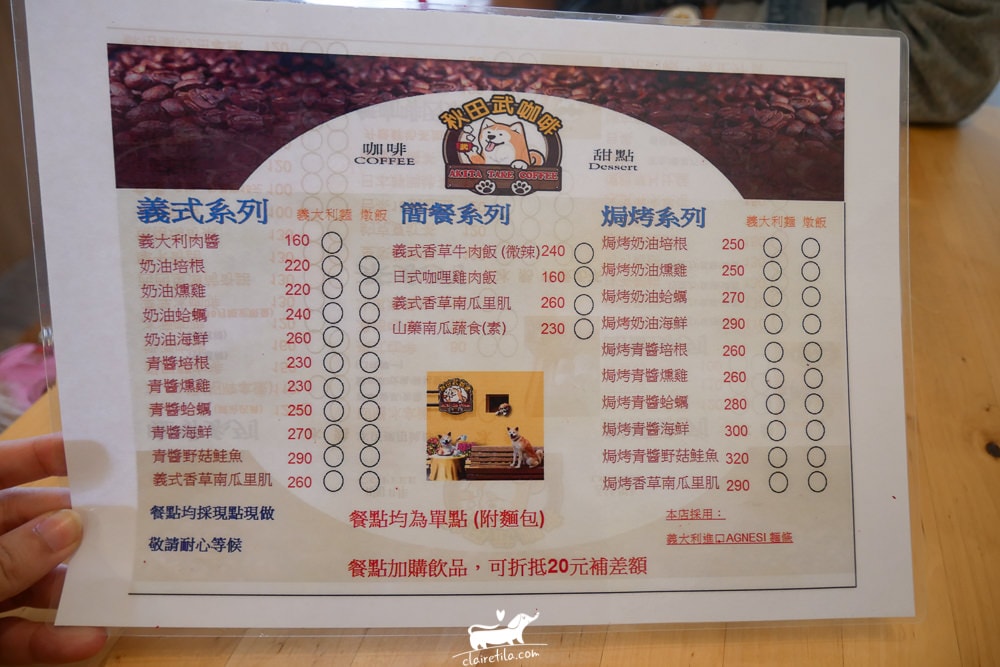 秋田武咖啡
AKITA TAKE COFFEE
咖啡
COFFEE
甜點
Dessert
義式系列 義大利麵 燉飯
義大利肉醬 160
奶油培根 220
奶油燻雞 220
奶油蛤蠣 240
奶油海鮮 260
青醬培根 230
青醬燻雞 230
青醬蛤蠣 250
青醬海鮮 270
青醬野菇鮭魚 290
義式香草南瓜里肌 260
餐點均採現點現做
敬請耐心等候
簡餐系列
義式香草牛肉飯 (微辣) 240
日式咖哩雞肉飯 160
義式香草南瓜里肌 260
山藥南瓜蔬食(素) 230
焗烤系列 義大利麵 燉飯
焗烤奶油培根 250
焗烤奶油燻雞 250
焗烤奶油蛤蠣 270
焗烤奶油海鮮 290
焗烤青醬培根 260
焗烤青醬燻雞 260
焗烤青醬蛤蠣 280
焗烤青醬海鮮 300
焗烤青醬野菇鮭魚 320
焗烤香草南瓜里肌 290
餐點均為單點 (附麵包)
本店採用：
義大利進口AGNESI 麵條
餐點加購飲品，可折抵20元補差額
clairetila.com